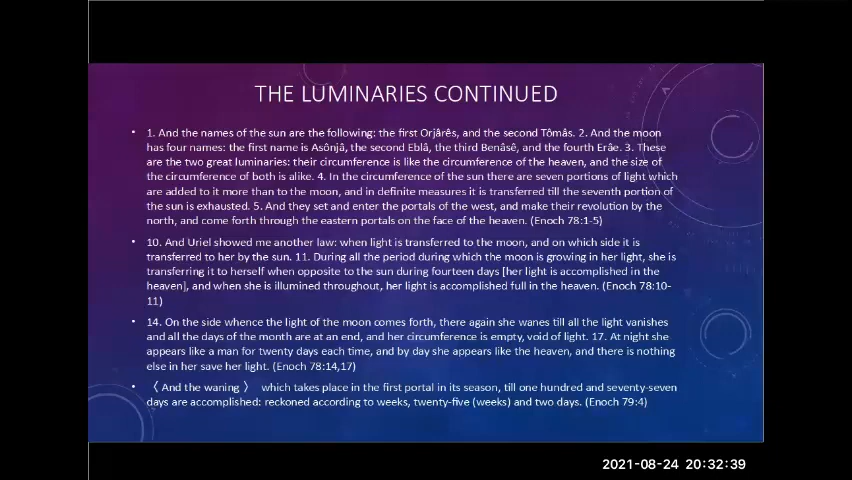 THE LUMINARIES CONTINUED
• 1. And the names of the sun are the following: the first Orjârês, and the second Tômâs. 2. And the moon
has four names: the first name is Asônjâ, the second Eblâ, the third Benâsê, and the fourth Erâe. 3. These
are the two great luminaries: their circumference is like the circumference of the heaven, and the size of
the circumference of both is alike. 4. In the circumference of the sun there are seven portions of light which
are added to it more than to the moon, and in definite measures it is transferred till the seventh portion of
the sun is exhausted. 5. And they set and enter the portals of the west, and make their revolution by the
north, and come forth through the eastern portals on the face of the heaven. (Enoch 78:1-5)
• 10. And Uriel showed me another law: when light is transferred to the moon, and on which side it is
transferred to her by the sun. 11. During all the period during which the moon is growing in her light, she is
transferring it to herself when opposite to the sun during fourteen days [her light is accomplished in the
heaven], and when she is illumined throughout, her light is accomplished full in the heaven. (Enoch 78:10-
11)
• 14. On the side whence the light of the moon comes forth, there again she wanes till all the light vanishes
and all the days of the month are at an end, and her circumference is empty, void of light. 17. At night she
appears like a man for twenty days each time, and by day she appears like the heaven, and there is nothing
else in her save her light. (Enoch 78:14,17)
• 〈 And the waning 〉 which takes place in the first portal in its season, till one hundred and seventy-seven
days are accomplished: reckoned according to weeks, twenty-five (weeks) and two days. (Enoch 79:4)
2021-08-24 20:32:39